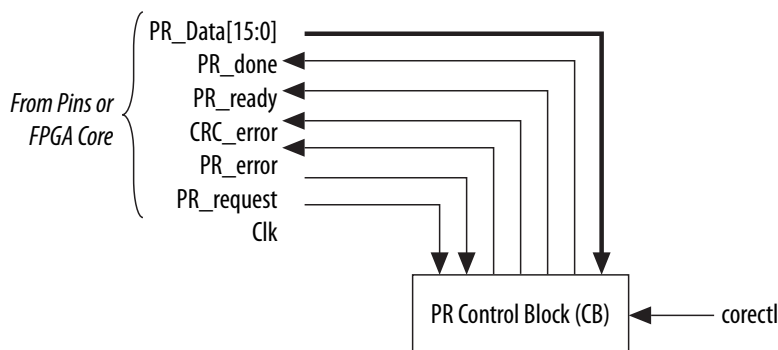 PR_Data[15:0]
PR_done
From Pins or
FPGA Core
PR_ready
CRC_error
PR_error
PR_request
Clk
PR Control Block (CB)
corectl